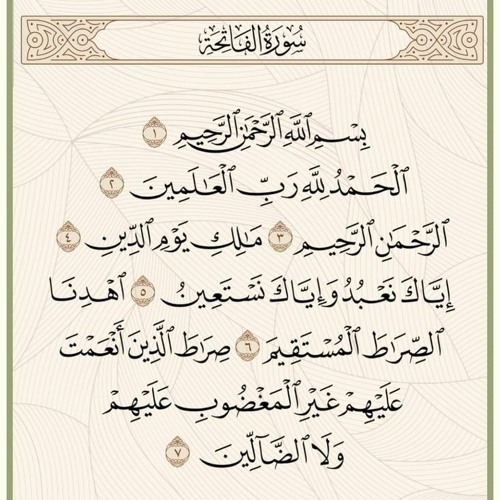 سُورَةُ الفَاتِحَةِ
بِسْمِ ٱللَّهِ ٱلرَّحْمَٰنِ ٱلرَّحِيمِ ١
ٱلْحَمْدُ لِلَّهِ رَبِّ ٱلْعَٰلَمِينَ ٢
ٱلرَّحْمَٰنِ ٱلرَّحِيمِ ٣ مَٰلِكِ يَوْمِ ٱلدِّينِ ٤
إِيَّاكَ نَعْبُدُ وَإِيَّاكَ نَسْتَعِينُ ٥ ٱهْدِنَا
ٱلصِّرَٰطَ ٱلْمُسْتَقِيمَ ٦ صِرَٰطَ ٱلَّذِينَ أَنْعَمْتَ
عَلَيْهِمْ غَيْرِ ٱلْمَغْضُوبِ عَلَيْهِمْ
وَلَا ٱلضَّآلِّينَ ٧